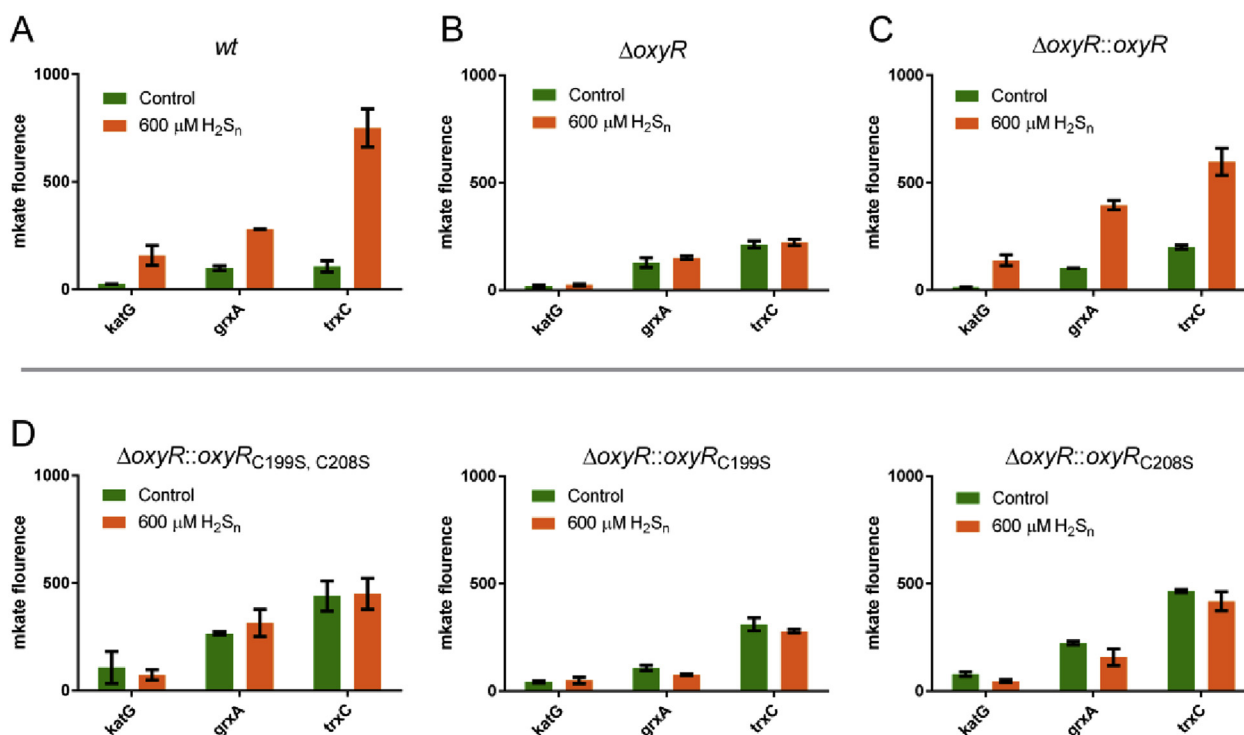 A
wt
1000
500
0
mkate flourence
Control
600 μM H2Sn
katG
grxA
trxC
B
ΔoxyR
1000
500
0
mkate flourence
Control
600 μM H2Sn
katG
grxA
trxC
C
ΔoxyR::oxyR
1000
500
0
mkate flourence
Control
600 μM H2Sn
katG
grxA
trxC
D
ΔoxyR::oxyRC199S, C208S
1000
500
0
mkate flourence
Control
600 μM H2Sn
katG
grxA
trxC
ΔoxyR::oxyRC199S
1000
500
0
mkate flourence
Control
600 μM H2Sn
katG
grxA
trxC
ΔoxyR::oxyRC208S
1000
500
0
mkate flourence
Control
600 μM H2Sn
katG
grxA
trxC